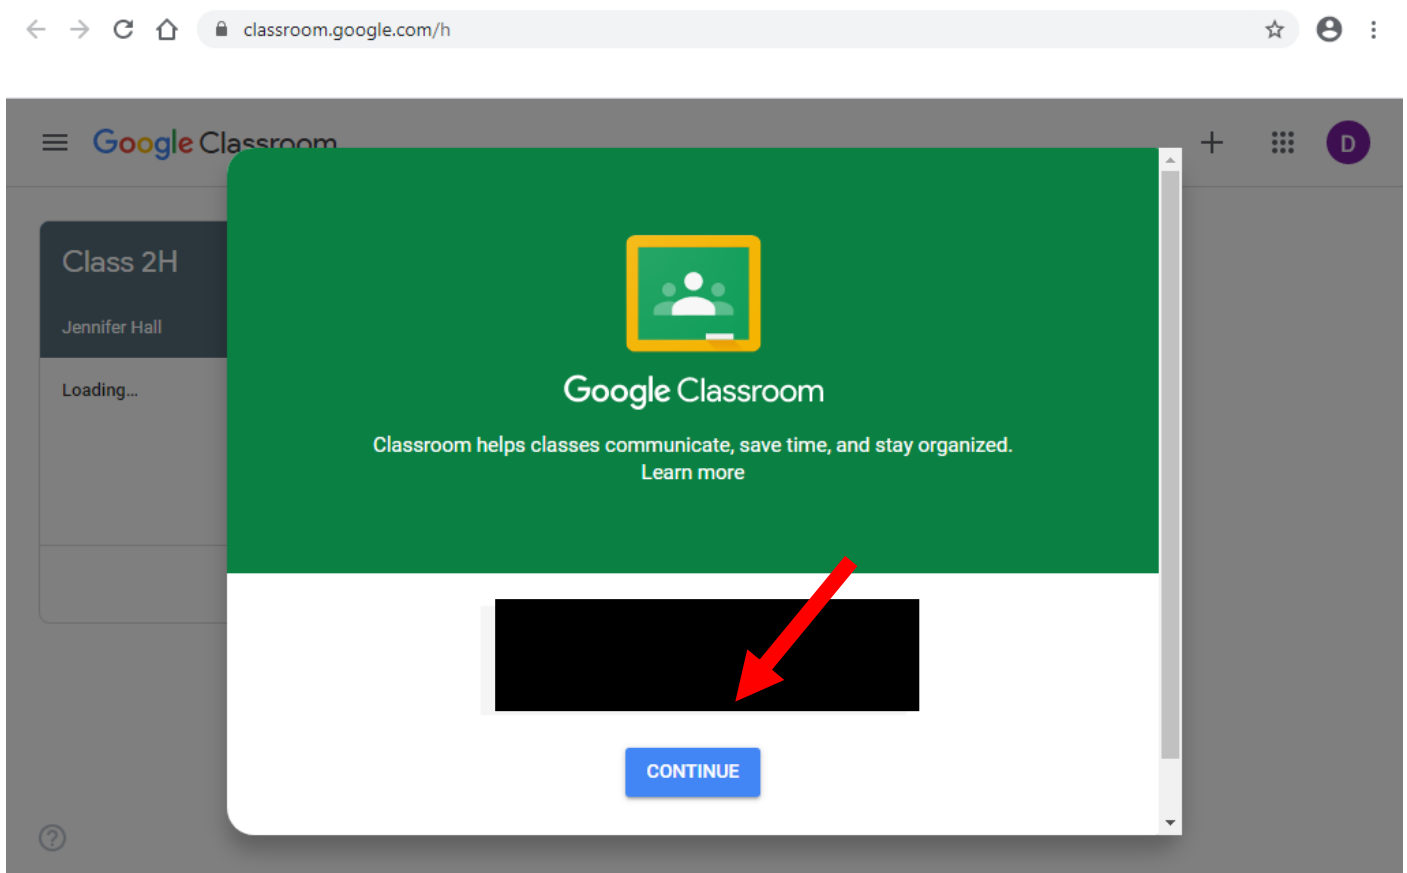 classroom.google.com/h
Google Classroom
D
Class 2H
Jennifer Hall
Loading...
Google Classroom
Classroom helps classes communicate, save time, and stay organized.
Learn more
CONTINUE